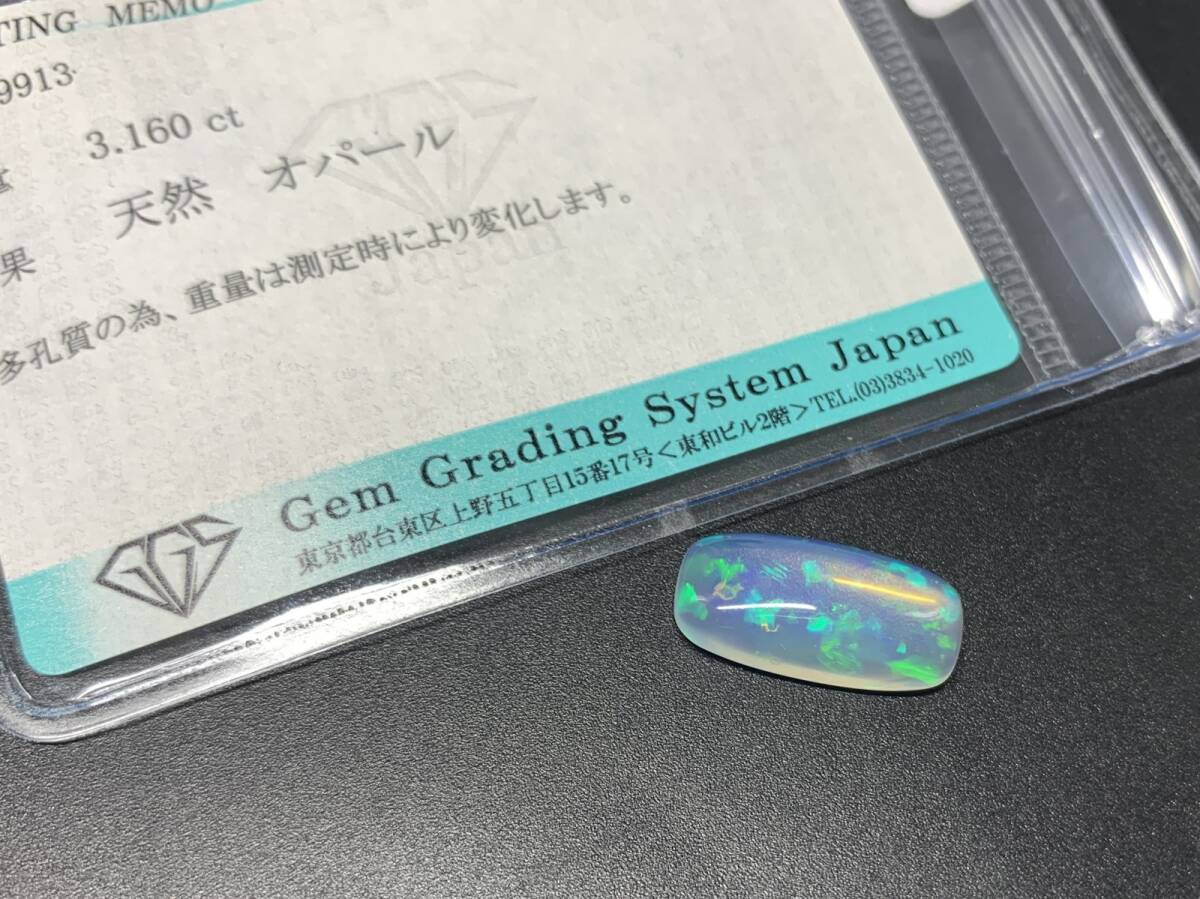 TING MEMO
9913
3.160 ct
果 天然 オパール
多孔質の為、重量は測定時により変化します。
Japan
Gem Grading System Japan
東京都台東区上野五丁目15番17号<東和ビル2階>TEL.(03)3834-1020
GGS